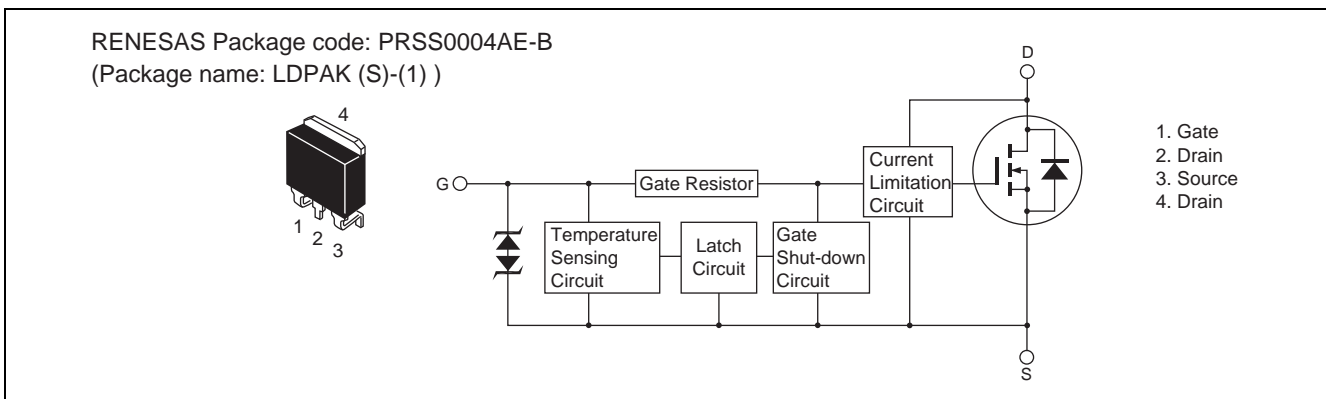 RENESAS Package code: PRSS0004AE-B
(Package name: LDPAK (S)-(1) )
4
1
2
3
D
G
Gate Resistor
Current
Limitation
Circuit
Temperature
Sensing
Circuit
Latch
Circuit
Gate
Shut-down
Circuit
S
1. Gate
2. Drain
3. Source
4. Drain